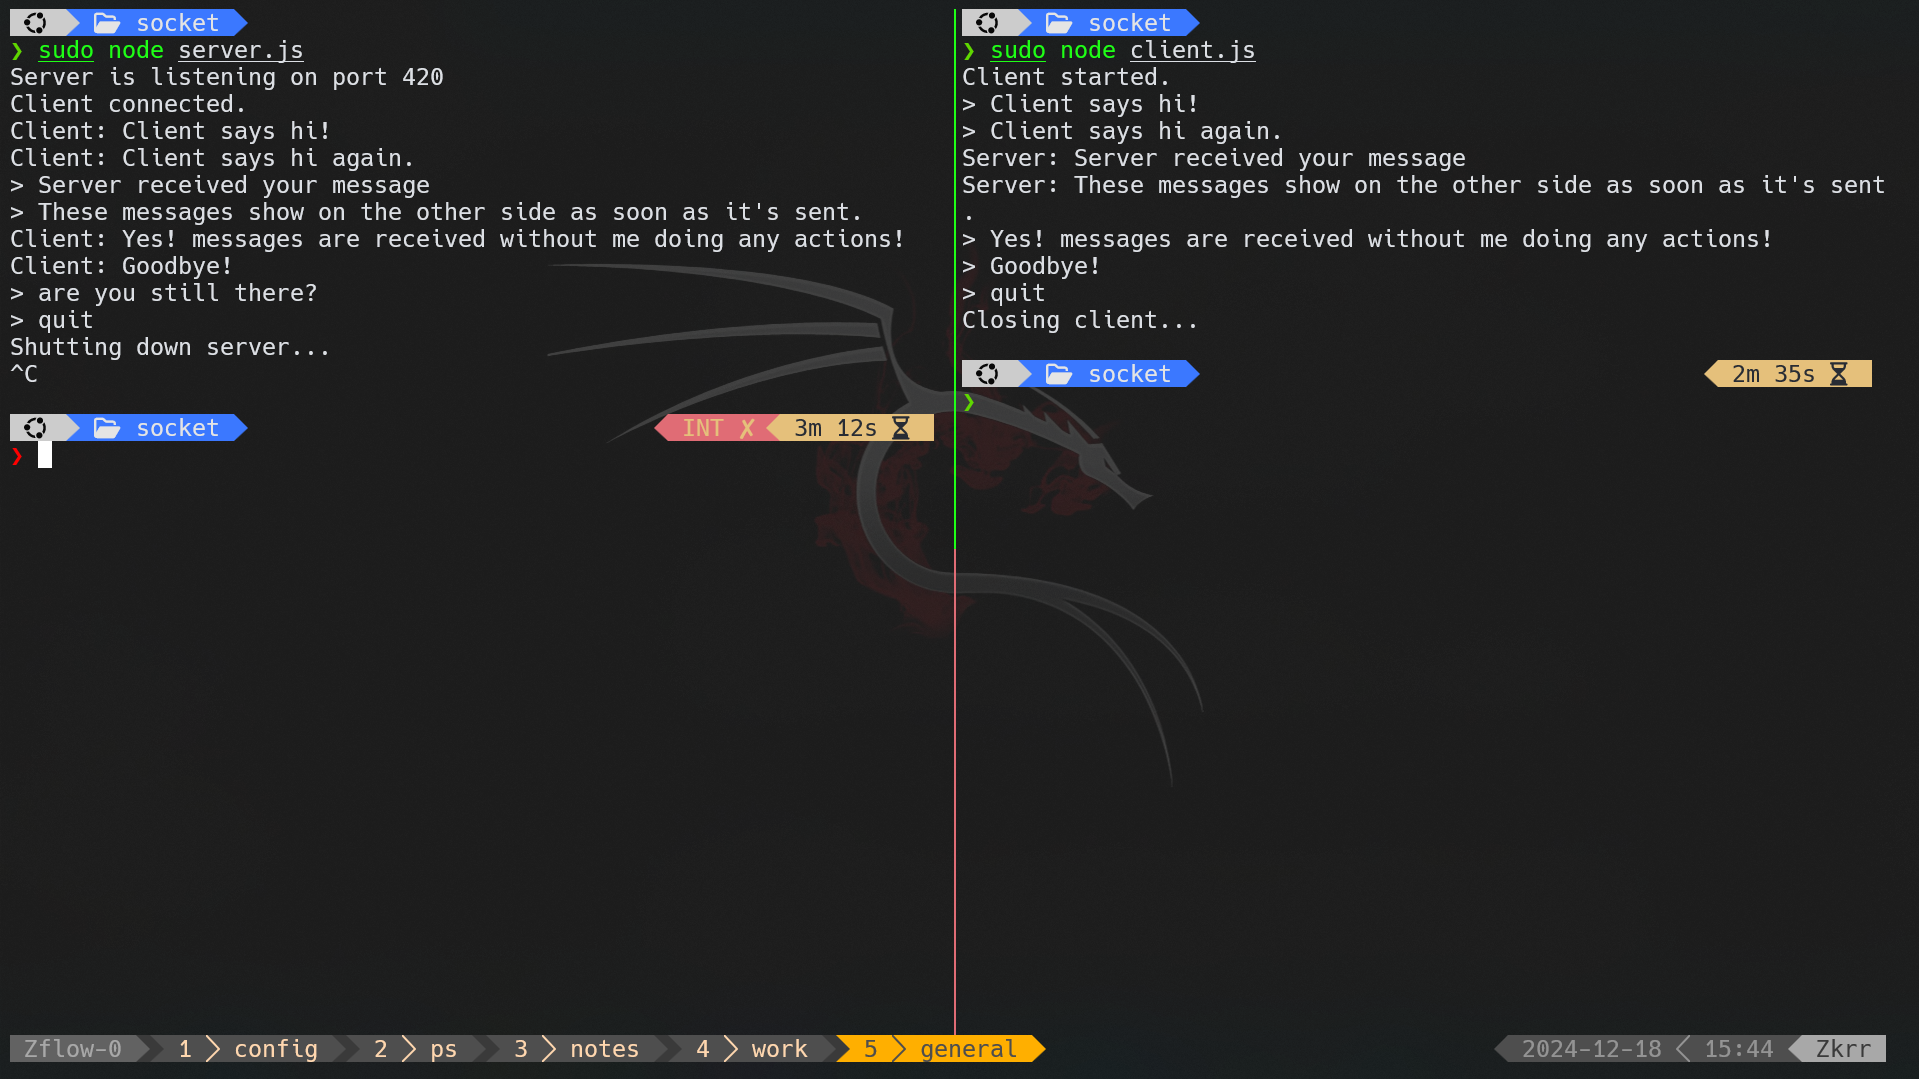 socket
❯ sudo node server.js
Server is listening on port 420
Client connected.
Client: Client says hi!
Client: Client says hi again.
> Server received your message
> These messages show on the other side as soon as it's sent.
Client: Yes! messages are received without me doing any actions!
Client: Goodbye!
> are you still there?
> quit
Shutting down server...
^C
socket INT ✘ 3m 12s
❯
socket
❯ sudo node client.js
Client started.
> Client says hi!
> Client says hi again.
Server: Server received your message
Server: These messages show on the other side as soon as it's sent
.
> Yes! messages are received without me doing any actions!
> Goodbye!
> quit
Closing client...
socket 2m 35s
❯
Zflow-0 1 config 2 ps 3 notes 4 work 5 general 2024-12-18 15:44 Zkrr